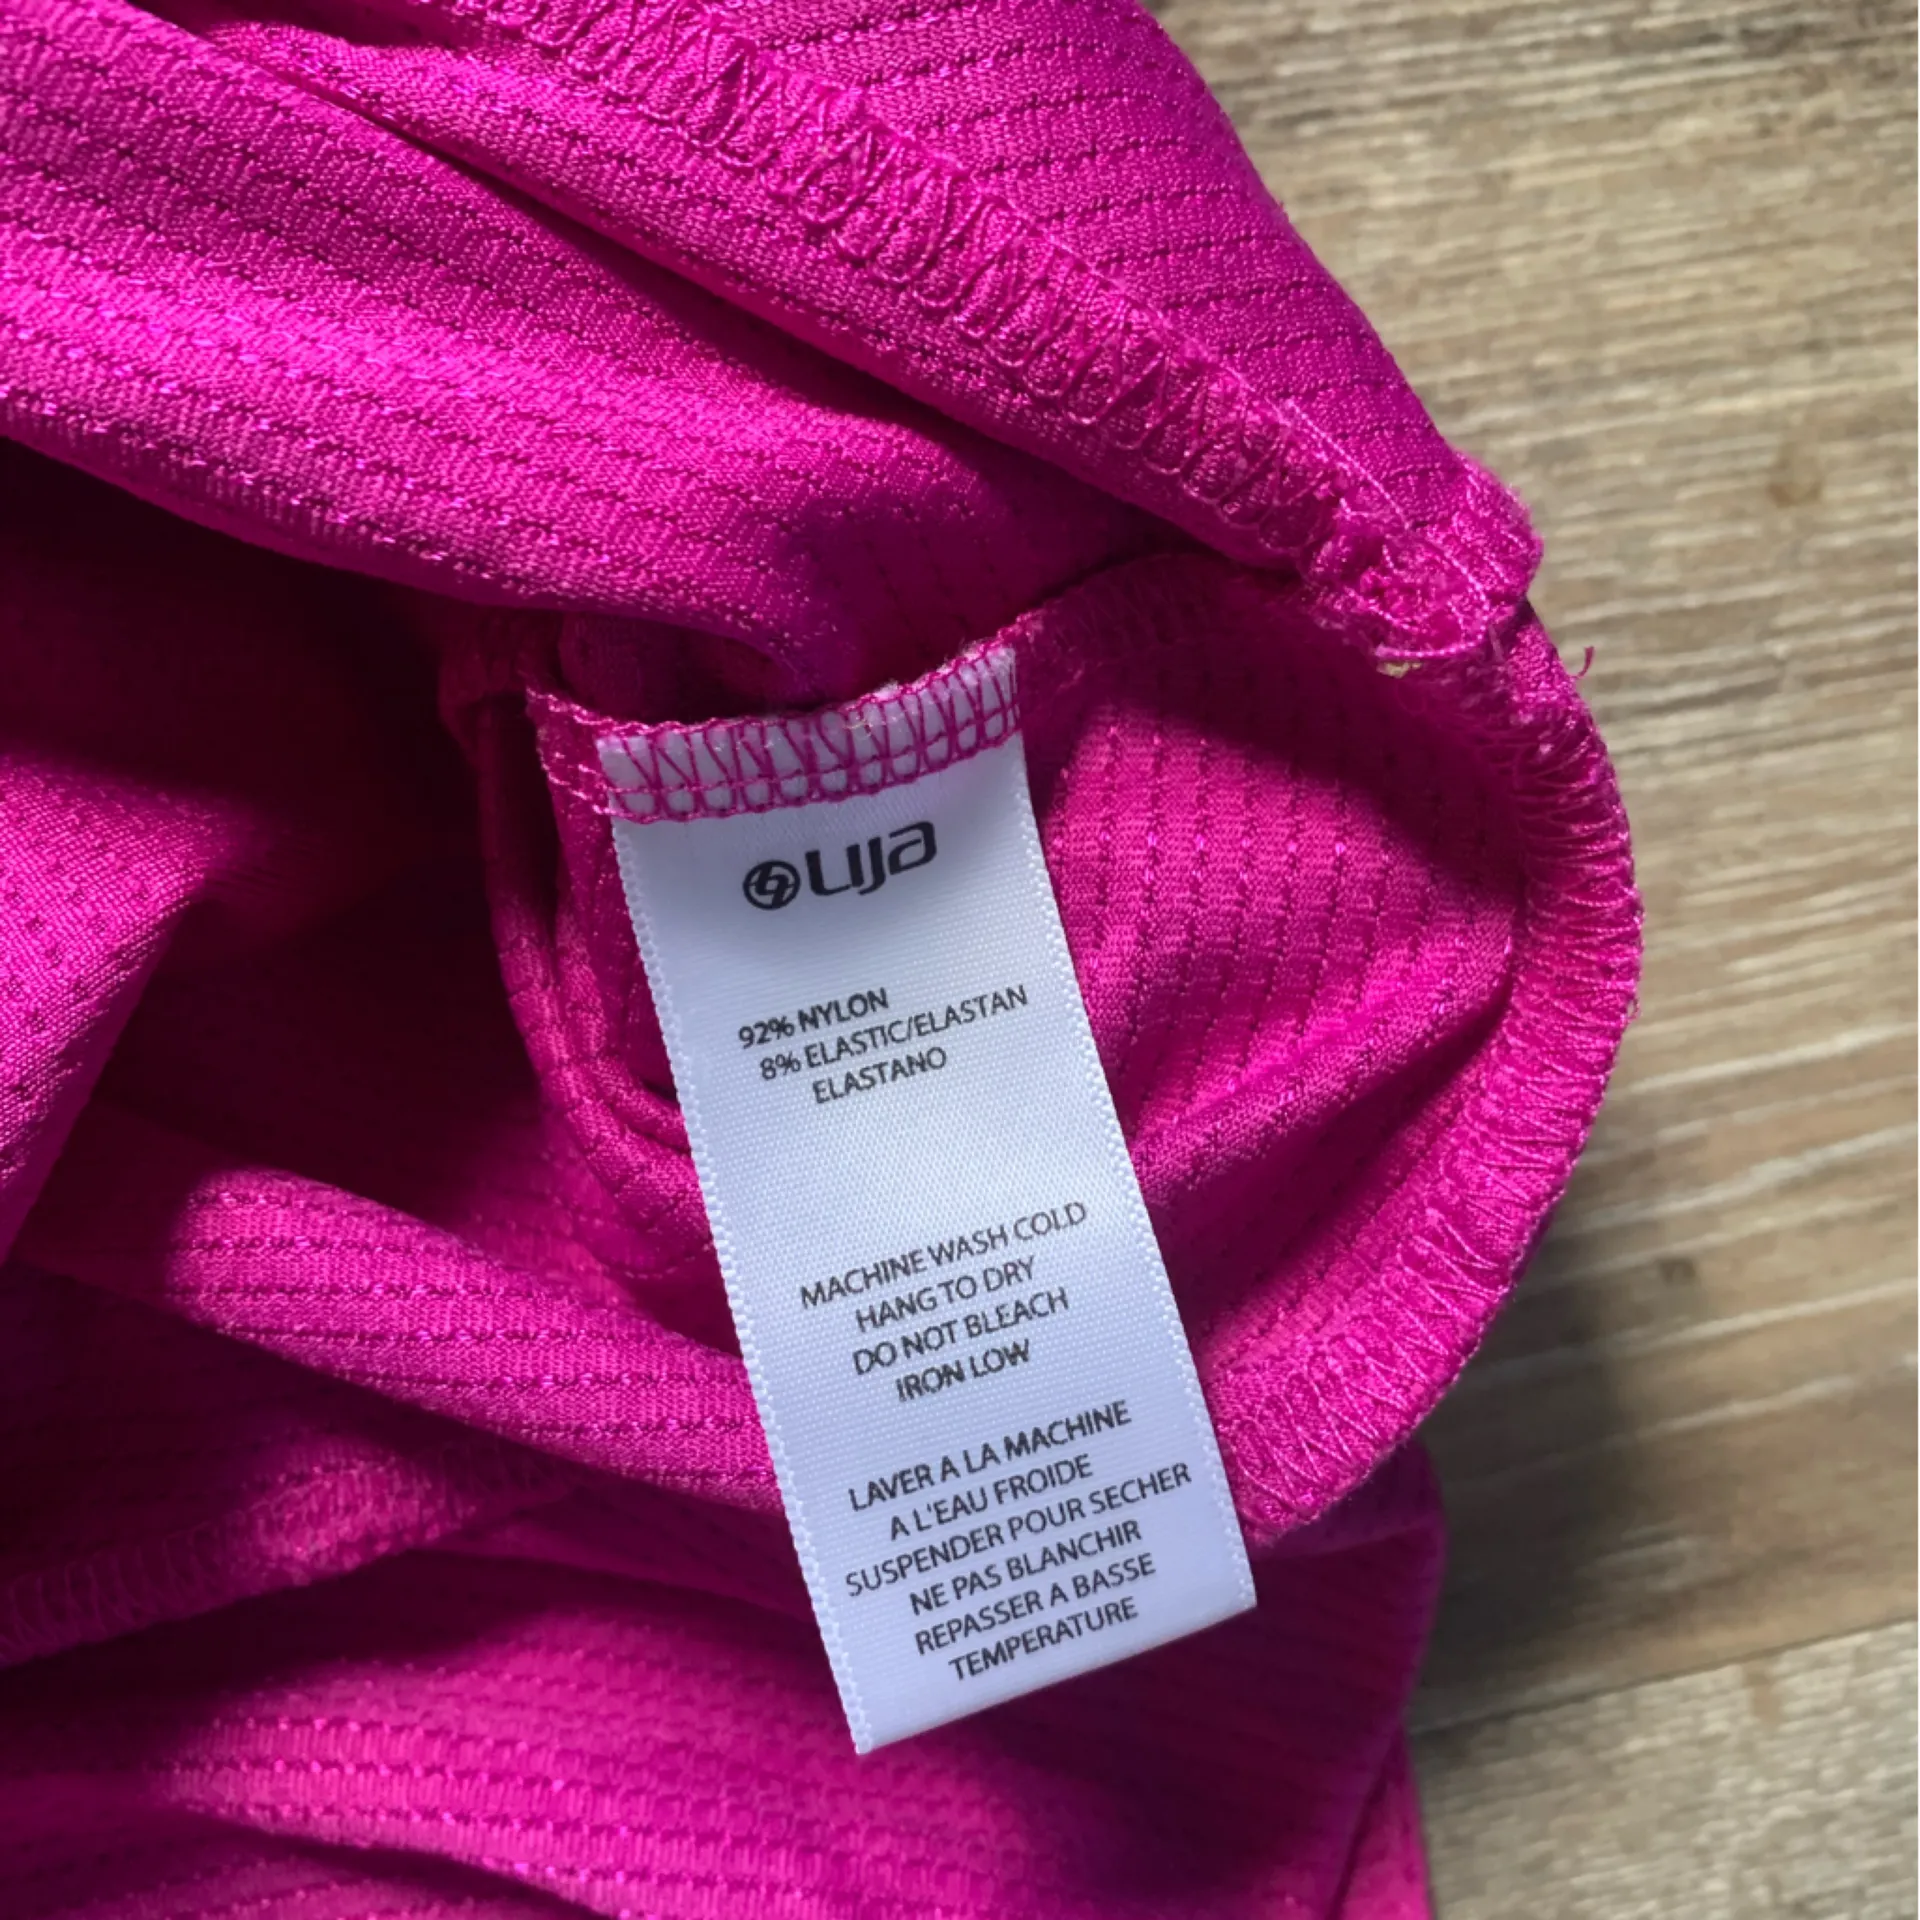 LIJA
92% NYLON
8% ELASTIC/ELASTAN
ELASTANO
MACHINE WASH COLD
HANG TO DRY
DO NOT BLEACH
IRON LOW
LAVER A LA MACHINE
A L'EAU FROIDE
SUSPENDER POUR SECHER
NE PAS BLANCHIR
REPASSER A BASSE
TEMPERATURE